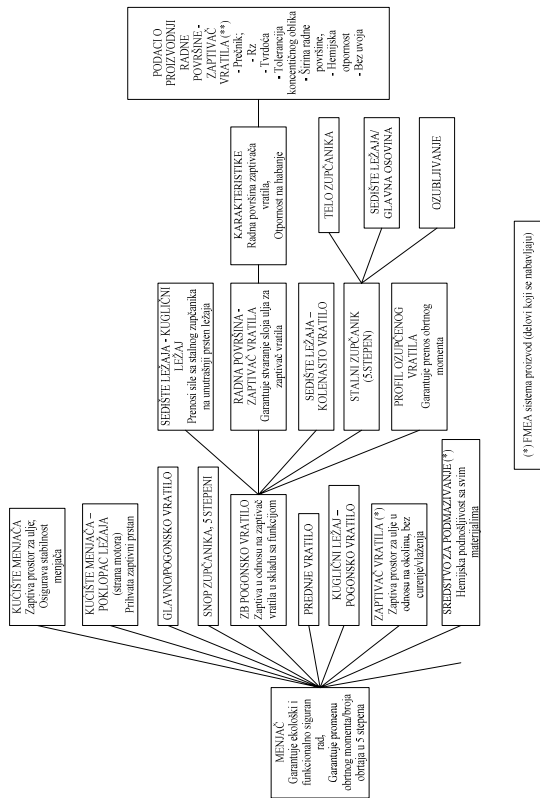 MENJAČ
Garantuje ekološki i
funkcionalno siguran
rad,
Garantuje promenu
obrtnog momenta/broja
obrtaja u 5 stepena
KUĆIŠTE MENJAČA
Zaptiva prostor za ulje,
Osigurava stabilnost
menjača
KUĆIŠTE MENJAČA –
POKLOPAC LEŽAJA
(strana motora)
Prihvata zaptivni prstan
GLAVNOPOGONSKO VRATILO
SNOP ZUPČANIKA, 5 STEPENI
ZB POGONSKO VRATILO
Zaptiva u odnosu na zaptivač
vratila u skladu sa funkcijom
PREDNJE VRATILO
KUGLIČNI LEŽAJ –
POGONSKO VRATILO
ZAPTIVAČ VRATILA (*)
Zaptiva prostor za ulje u
odnosu na okolinu, bez
curenje/vlaženja
SREDSTVO ZA PODMAZIVANJE (*)
Hemijska podnošljivost sa svim
materijalima
SEDIŠTE LEŽAJA - KUGLIČNI
LEŽAJ
Prenosi sile sa stalnog zupčanika
na unutrašnji prsten ležaja
RADNA POVRŠINA -
ZAPTIVAČ VRATILA
Garantuje stvaranje sloja ulja za
zaptivač vratila
SEDIŠTE LEŽAJA –
KOLENASTO VRATILO
STALNI ZUPČANIK
(5.STEPEN)
PROFIL OZUPČENOG
VRATILA
Garantuje prenos obrtnog
momenta
KARAKTERISTIKE
Radna površina zaptivača
vratila,
Otpornost na habanje
TELO ZUPČANIKA
SEDIŠTE LEŽAJA/
GLAVNA OSOVINA
OZUBLJIVANJE
PODACI O
PROIZVODNJI
RADNE
POVRŠINE -
ZAPTIVAČ
VRATILA (**)
- Prečnik;
- Rz
- Tvrdoća
- Tolerancija
koncentičnog oblika
- Širina radne
površine,
- Hemijska
otpornost
- Bez uvoja
(*) FMEA sistema proizvod (delovi koji se nabavljaju)